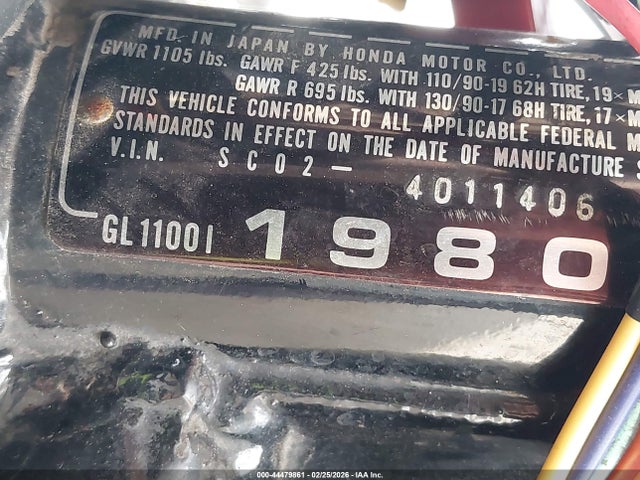 MFD. IN JAPAN BY HONDA MOTOR CO., LTD.
GVWR 1105 lbs. GAWR F 425 lbs. WITH 110/90-19 62H TIRE, 19×M
GAWR R 695 lbs. WITH 130/90-17 68H TIRE, 17×M
THIS VEHICLE CONFORMS TO ALL APPLICABLE FEDERAL M
STANDARDS IN EFFECT ON THE DATE OF MANUFACTURE S
V.I.N. SC02- 4011406
GL1100I 1980
000-44479861 - 02/25/2026 - IAA Inc.